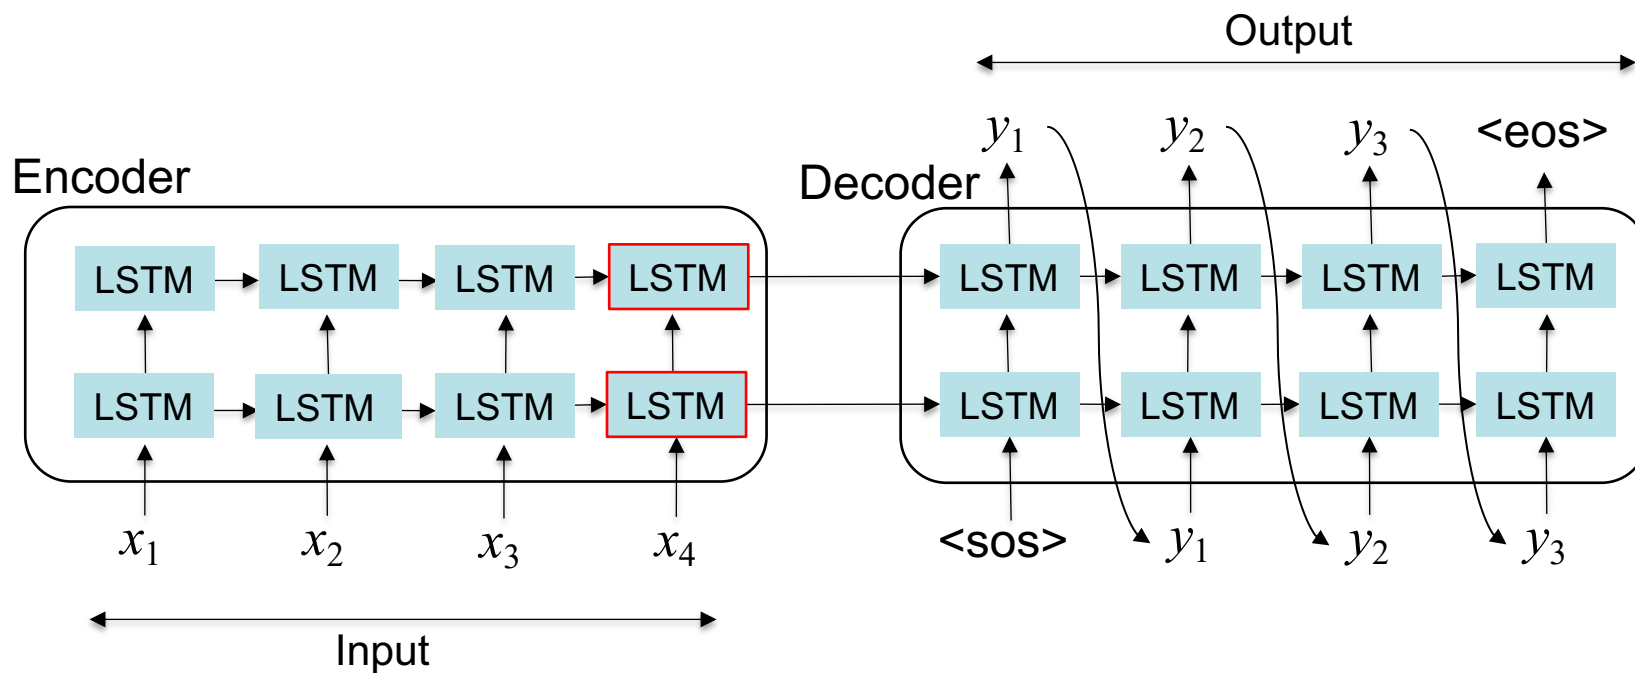 Output
y₁ y₂ y₃ <eos>
Encoder Decoder
LSTM LSTM LSTM LSTM LSTM LSTM LSTM LSTM
LSTM LSTM LSTM LSTM LSTM LSTM LSTM LSTM
x₁ x₂ x₃ x₄ <sos> y₁ y₂ y₃
Input